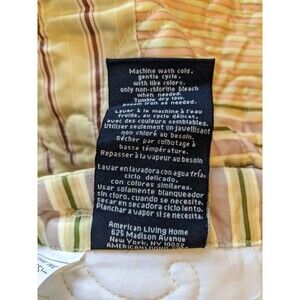 Machine wash cold,
gentle cycle,
with like colors.
only non-chlorine bleach
when needed.
Tumble dry low.
Steam iron as needed.
Laver à la machine à l'eau
froide, au cycle délicat,
avec des couleurs semblables.
Utiliser seulement un javellisant
non chloré au besoin.
Sécher par culbutage à
basse température.
Repasser à la vapeur au besoin
Lavar en lavadora con agua fría,
ciclo delicado,
con colores similares.
Usar solamente blanqueador
sin cloro cuando se necesite.
Secar en secadora ciclo lento.
Planchar a vapor si se necesita.
American Living Home
625 Madison Avenue
New York, NY 10022
AMERICAN LIVING